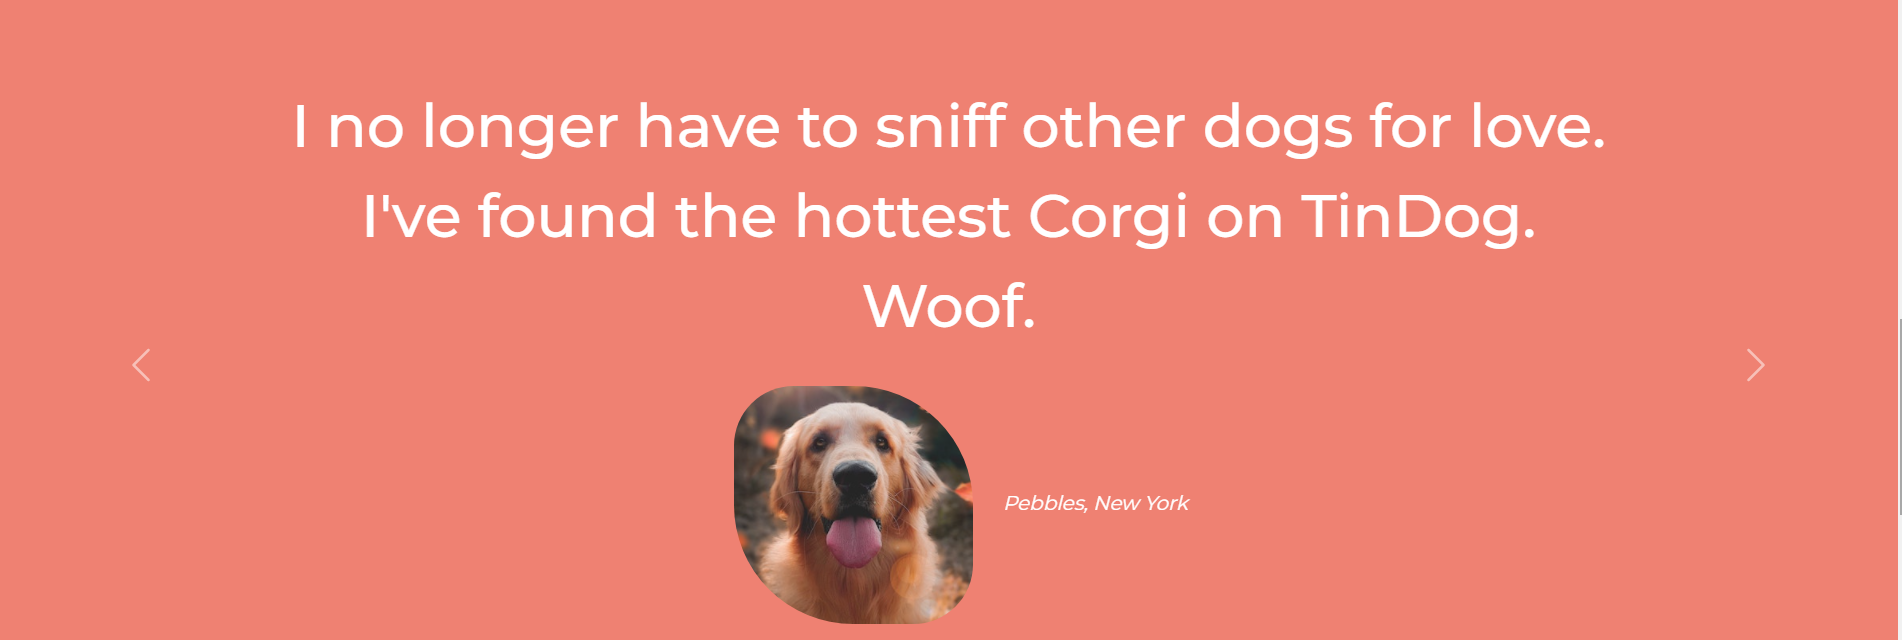 I no longer have to sniff other dogs for love.
I've found the hottest Corgi on TinDog.
Woof.
Pebbles, New York